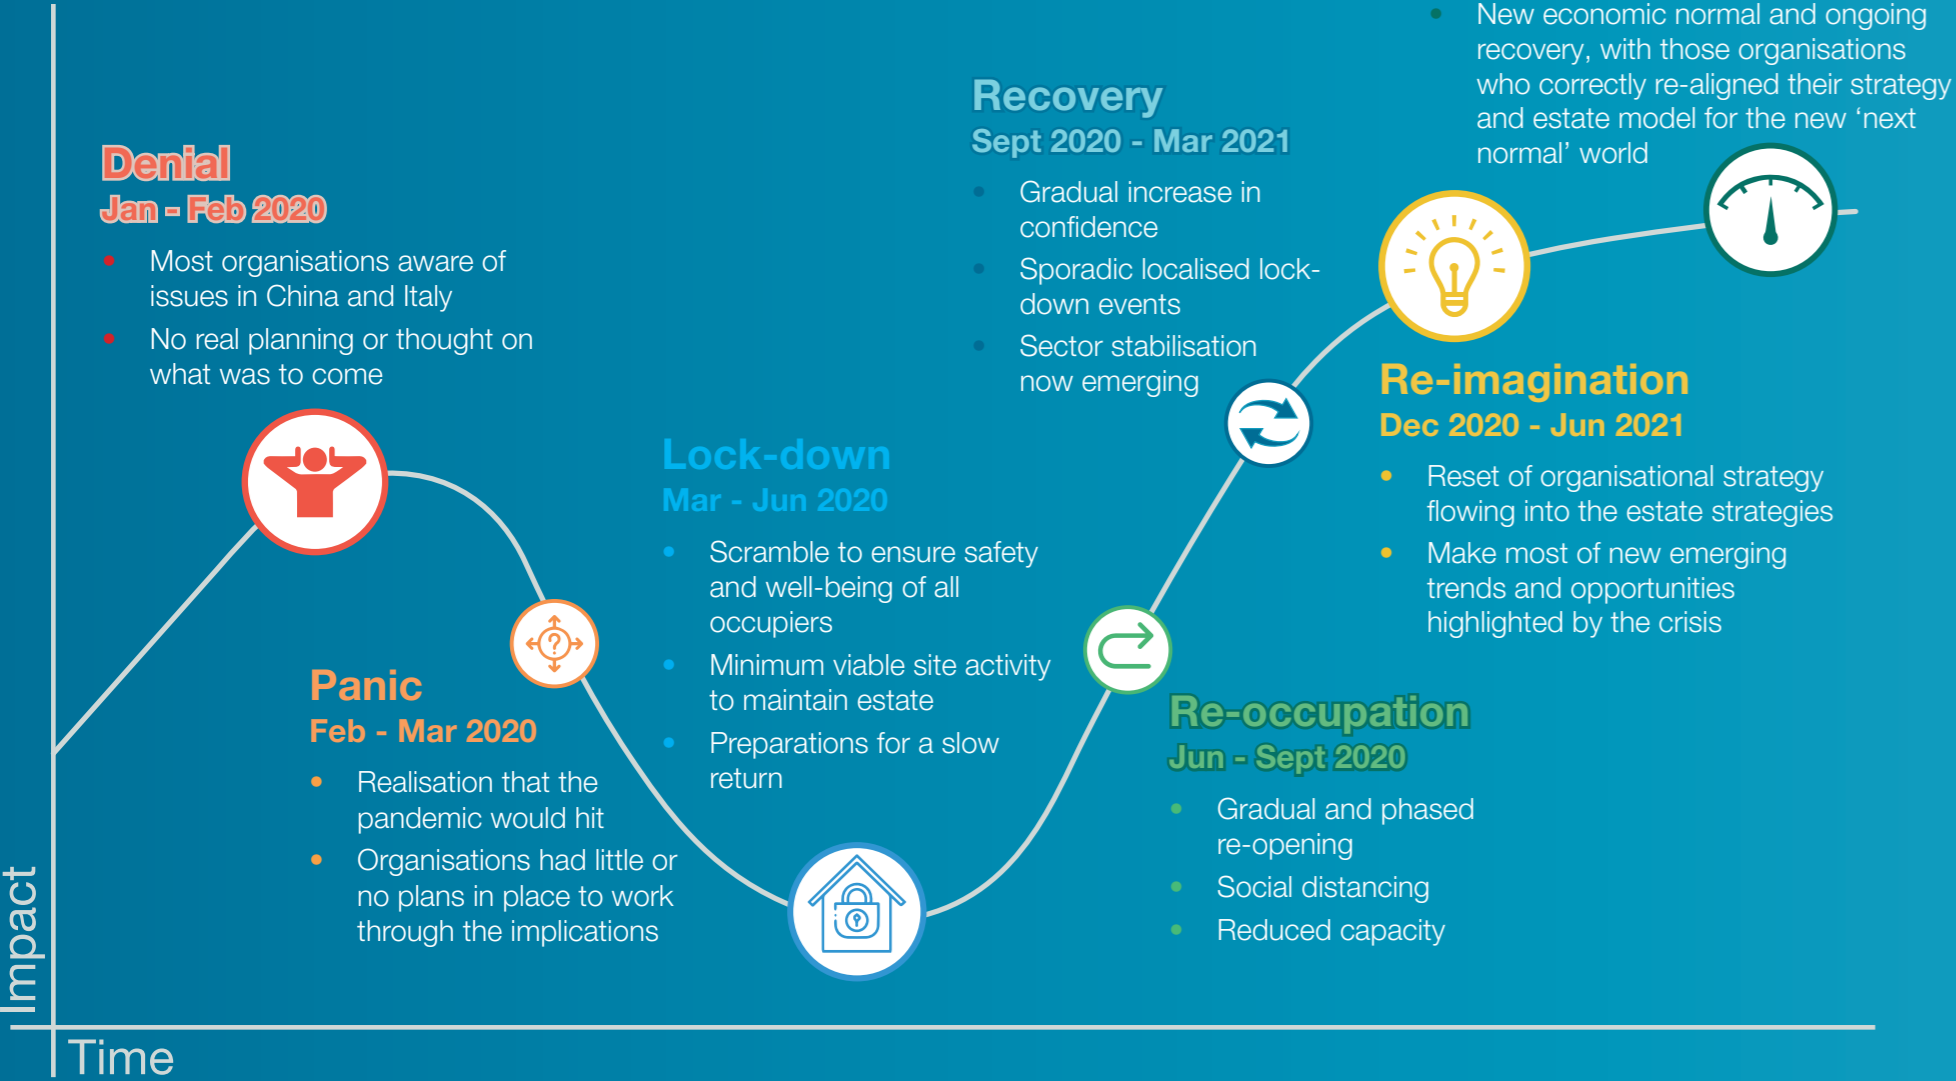 Denial
Jan - Feb 2020
Most organisations aware of
issues in China and Italy
No real planning or thought on
what was to come
Panic
Feb - Mar 2020
Realisation that the
pandemic would hit
Organisations had little or
no plans in place to work
through the implications
Lock-down
Mar - Jun 2020
Scramble to ensure safety
and well-being of all
occupiers
Minimum viable site activity
to maintain estate
Preparations for a slow
return
Re-occupation
Jun - Sept 2020
Gradual and phased
re-opening
Social distancing
Reduced capacity
Recovery
Sept 2020 - Mar 2021
Gradual increase in
confidence
Sporadic localised lock-
down events
Sector stabilisation
now emerging
Re-imagination
Dec 2020 - Jun 2021
Reset of organisational strategy
flowing into the estate strategies
Make most of new emerging
trends and opportunities
highlighted by the crisis
New economic normal and ongoing
recovery, with those organisations
who correctly re-aligned their strategy
and estate model for the new ‘next
normal’ world
?
Impact
Time